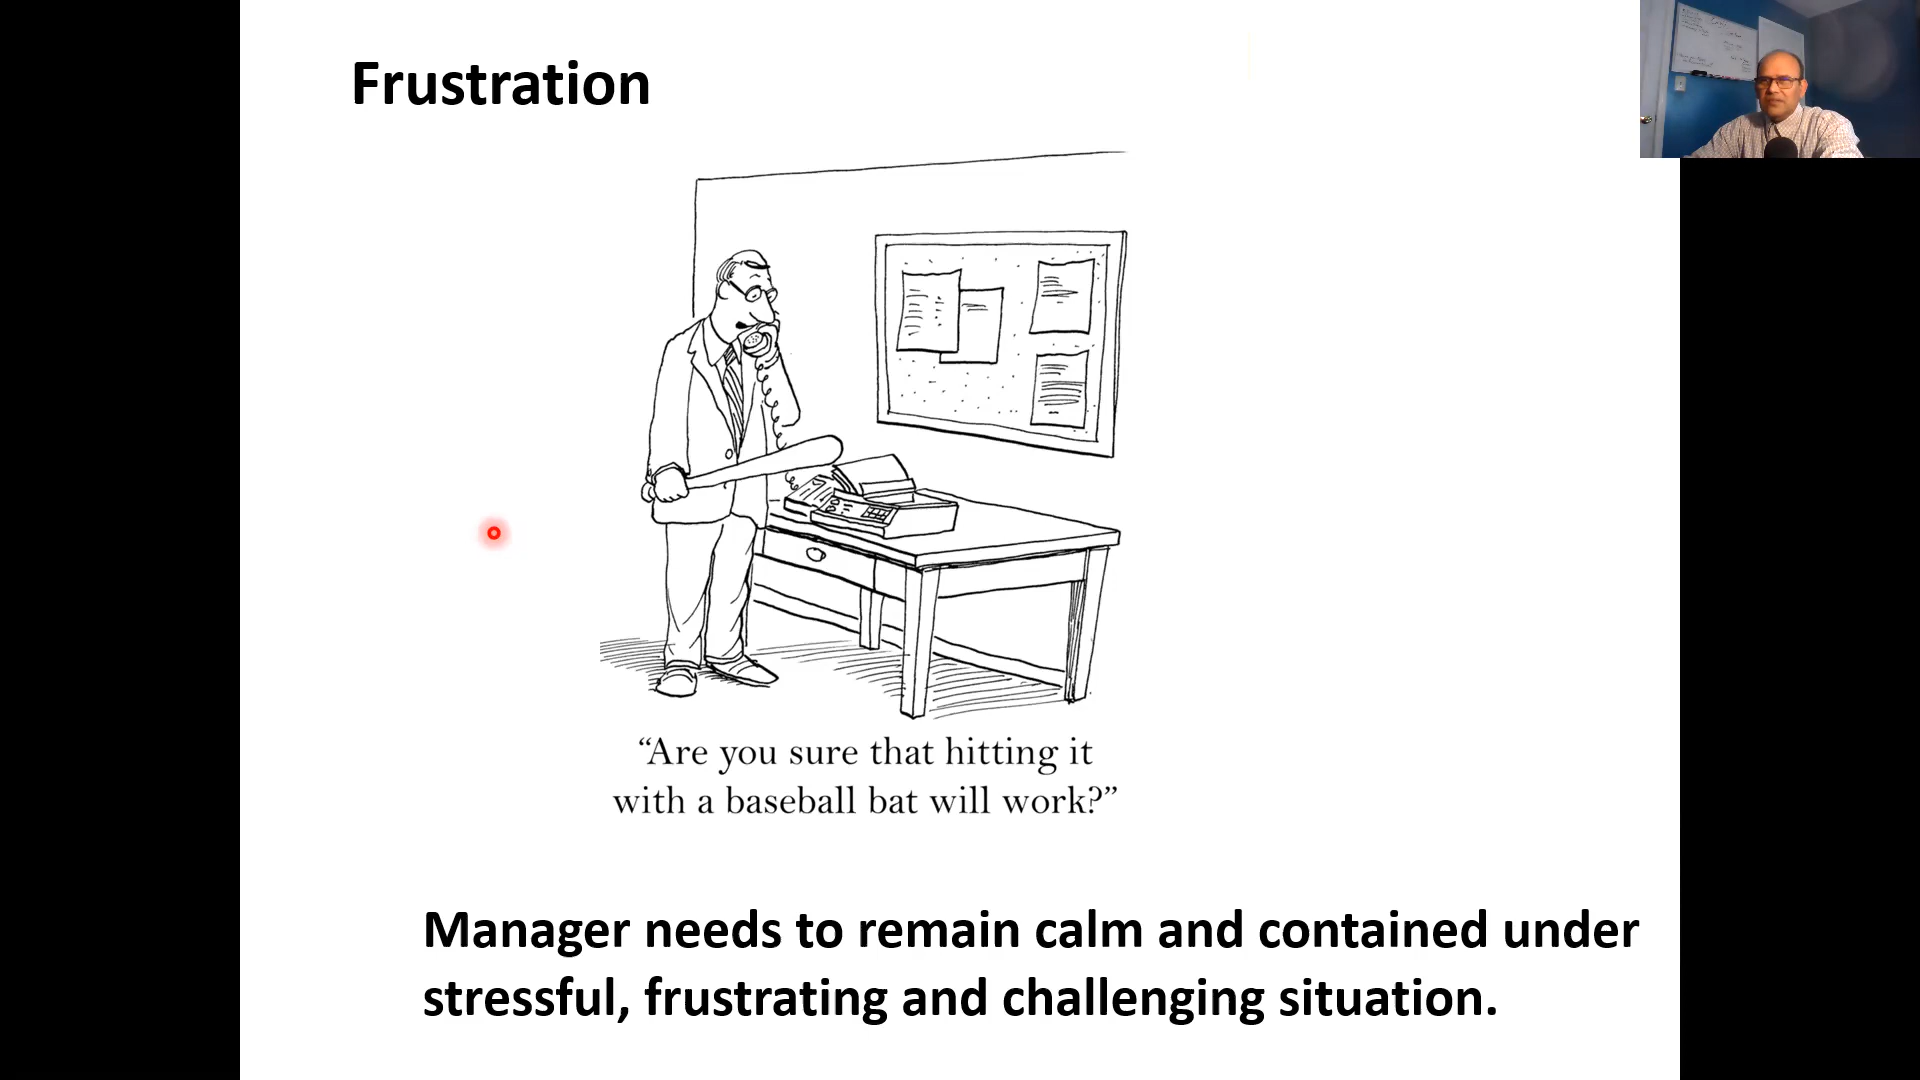 Frustration
“Are you sure that hitting it
with a baseball bat will work?”
Manager needs to remain calm and contained under
stressful, frustrating and challenging situation.